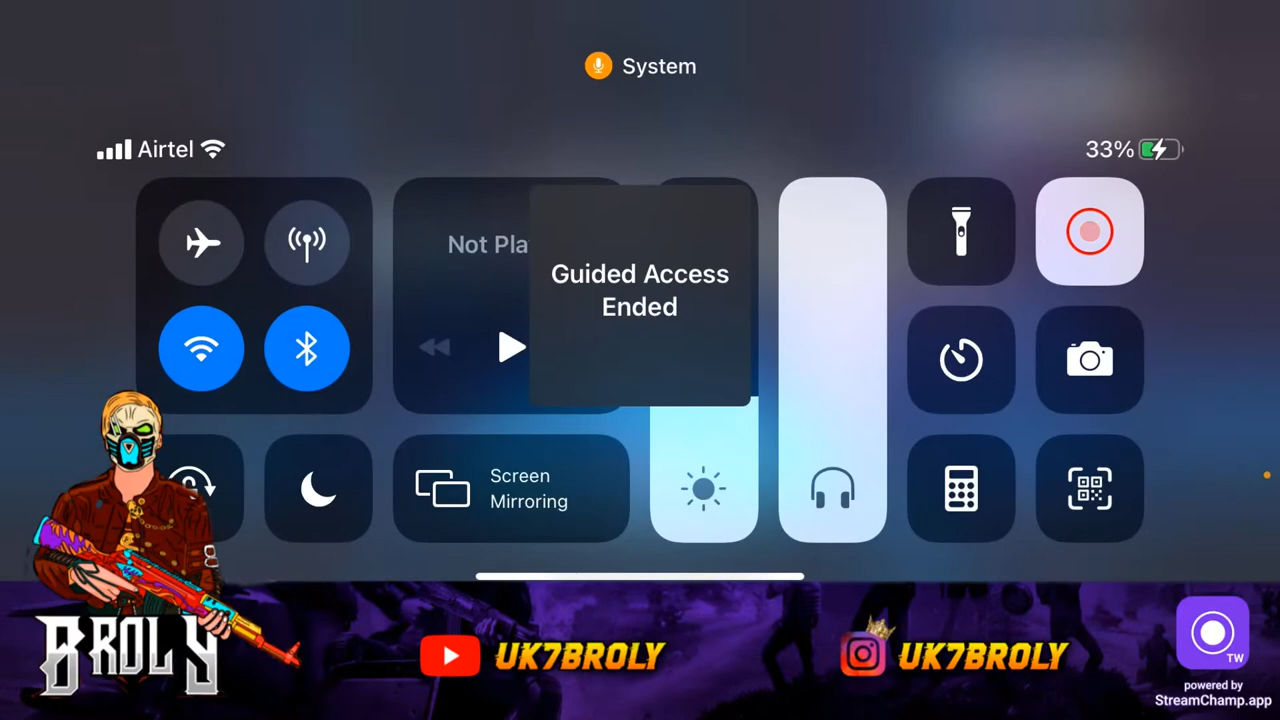 System
Airtel
33%
Not Pla
Guided Access
Ended
Screen
Mirroring
BROLY
UK7BROLY
UK7BROLY
TW
powered by
StreamChamp.app